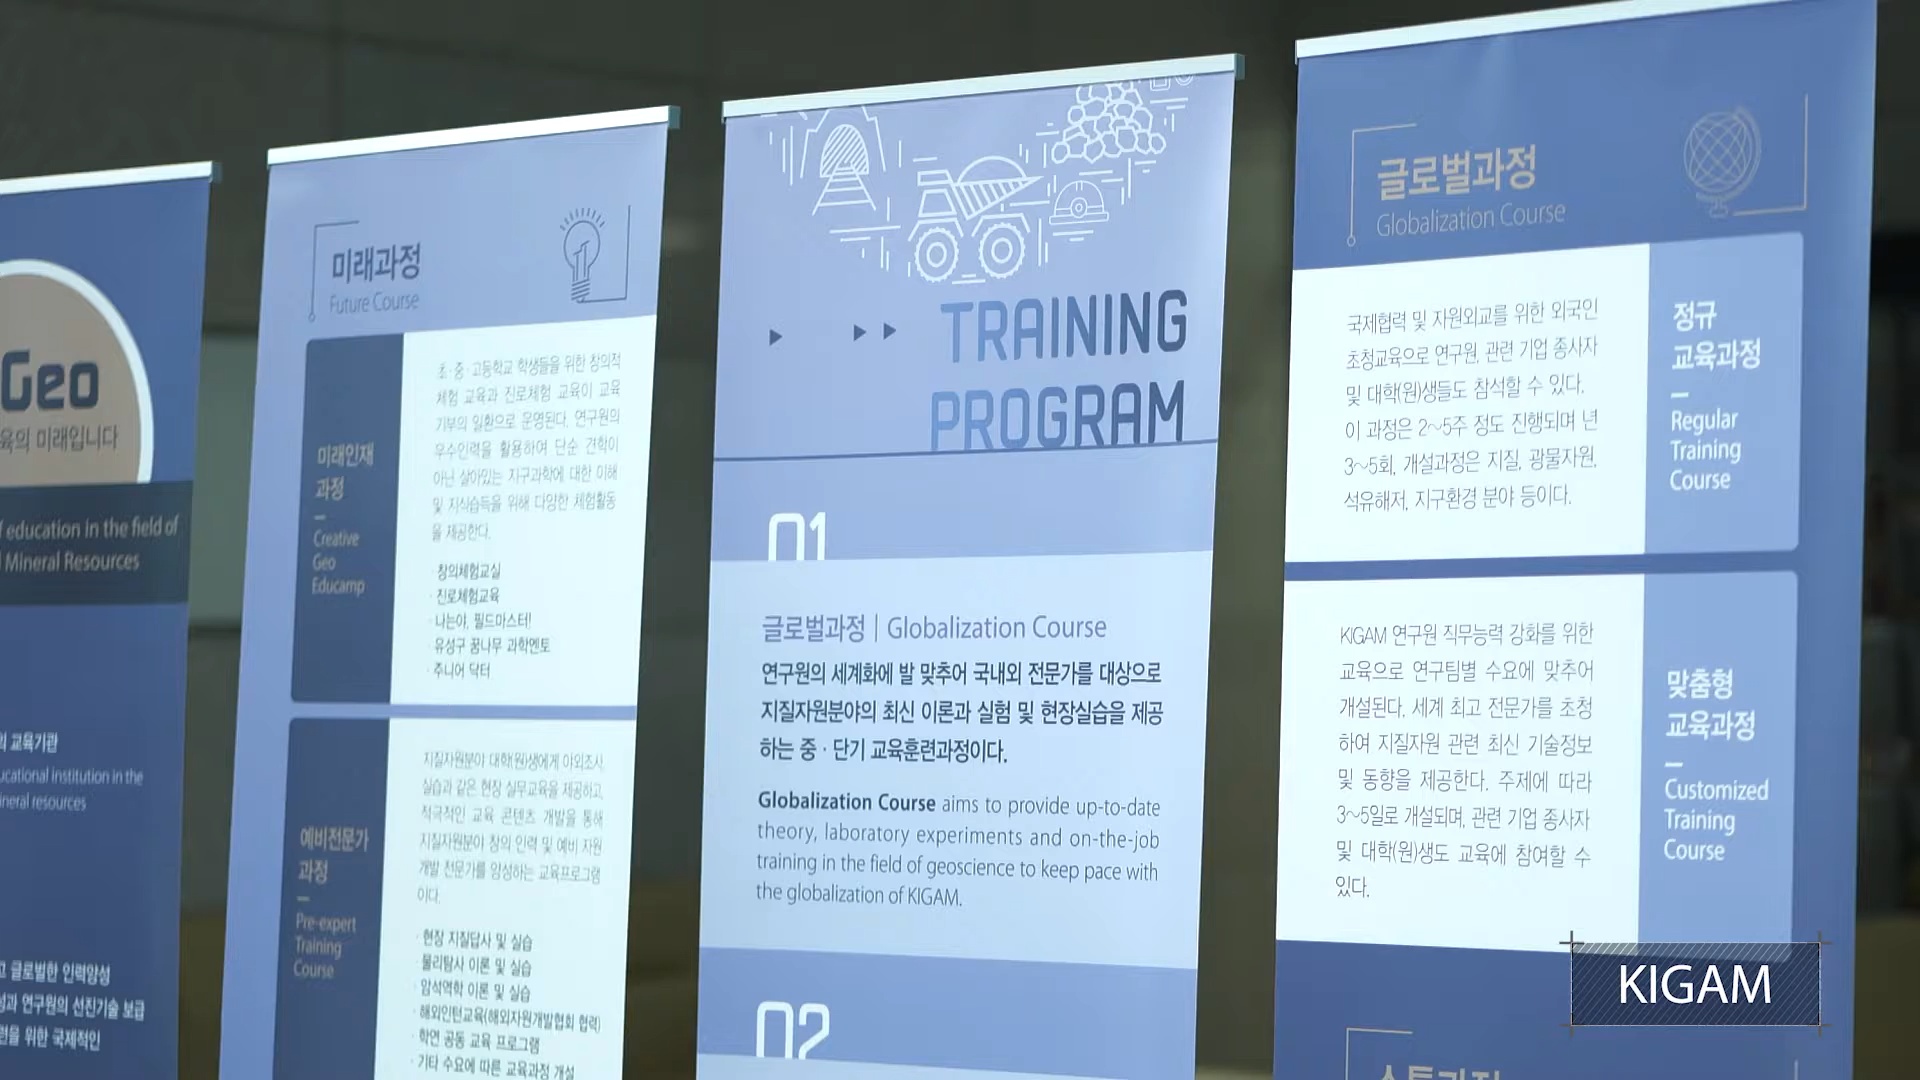 Geo
육의 미래입니다
f education in the field of
Mineral Resources
의 교육기관
ucational institution in the
ineral resources
고 글로벌한 인력양성
성과 연구원의 선진기술 보급
련을 위한 국제적인
미래과정
Future Course
미래인재
과정
Creative
Geo
Educamp
초·중·고등학교 학생들을 위한 창의적
체험 교육과 진로체험 교육이 교육
기부의 일환으로 운영된다. 연구원의
우수인력을 활용하여 단순 견학이
아닌 살아있는 지구과학에 대한 이해
및 지식습득을 위해 다양한 체험활동
을 제공한다.
· 창의체험교실
· 진로체험교육
· 나는야, 필드마스터!
· 유성구 꿈나무 과학멘토
· 주니어 닥터
예비전문가
과정
Pre-expert
Training
Course
지질자원분야 대학(원)생에게 야외조사,
실습과 같은 현장 실무교육을 제공하고,
적극적인 교육 콘텐츠 개발을 통해
지질자원분야 창의 인력 및 예비 자원
개발 전문가를 양성하는 교육프로그램
이다.
· 현장 지질답사 및 실습
· 물리탐사 이론 및 실습
· 암석역학 이론 및 실습
· 해외인턴교육(해외자원개발협회 협력)
· 학연 공동 교육 프로그램
· 기타 수요에 따른 교육과정 개설
TRAINING
PROGRAM
01
글로벌과정 | Globalization Course
연구원의 세계화에 발 맞추어 국내외 전문가를 대상으로
지질자원분야의 최신 이론과 실험 및 현장실습을 제공
하는 중·단기 교육훈련과정이다.
Globalization Course aims to provide up-to-date
theory, laboratory experiments and on-the-job
training in the field of geoscience to keep pace with
the globalization of KIGAM.
02
글로벌과정
Globalization Course
국제협력 및 자원외교를 위한 외국인
초청교육으로 연구원, 관련 기업 종사자
및 대학(원)생들도 참석할 수 있다.
이 과정은 2~5주 정도 진행되며 년
3~5회, 개설과정은 지질, 광물자원,
석유해저, 지구환경 분야 등이다.
정규
교육과정
Regular
Training
Course
KIGAM 연구원 직무능력 강화를 위한
교육으로 연구팀별 수요에 맞추어
개설된다. 세계 최고 전문가를 초청
하여 지질자원 관련 최신 기술정보
및 동향을 제공한다. 주제에 따라
3~5일로 개설되며, 관련 기업 종사자
및 대학(원)생도 교육에 참여할 수
있다.
맞춤형
교육과정
Customized
Training
Course
KIGAM